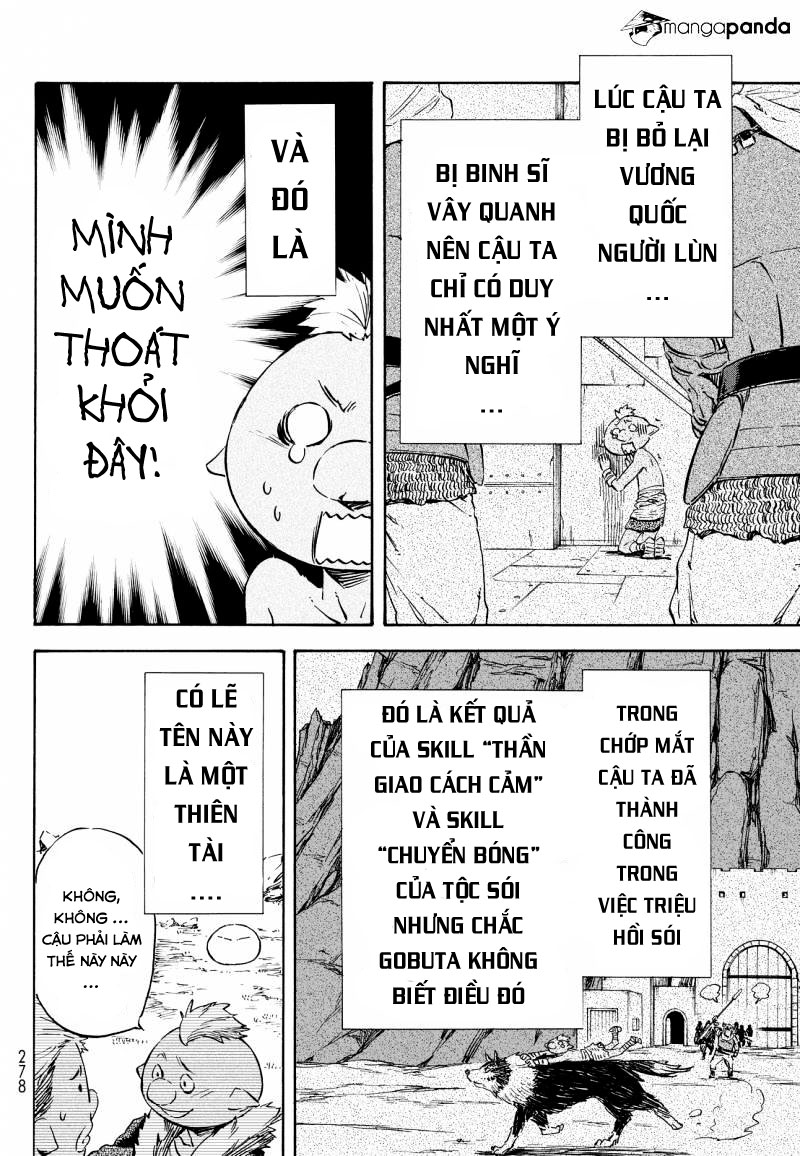 mangapanda
LÚC CẬU TA
BỊ BỎ LẠI
VƯƠNG
QUỐC
NGƯỜI LÙN
...
BỊ BINH SĨ
VÂY QUANH
NÊN CẬU TA
CHỈ CÓ DUY
NHẤT MỘT Ý
NGHĨ
...
VÀ
ĐÓ
LÀ
MÌNH
MUỐN
THOÁT
KHỎI
ĐÂY!
TRONG
CHỚP MẮT
CẬU TA ĐÃ
THÀNH
CÔNG
TRONG
VIỆC TRIỆU
HỒI SÓI
ĐÓ LÀ KẾT QUẢ
CỦA SKILL “THẦN
GIAO CÁCH CẢM”
VÀ SKILL
“CHUYỂN BÓNG”
CỦA TỘC SÓI
NHƯNG CHẮC
GOBUTA KHÔNG
BIẾT ĐIỀU ĐÓ
CÓ LẼ
TÊN NÀY
LÀ MỘT
THIÊN
TÀI
....
KHÔNG,
KHÔNG ...
CẬU PHẢI LÀM
THẾ NÀY NÀY
...
278